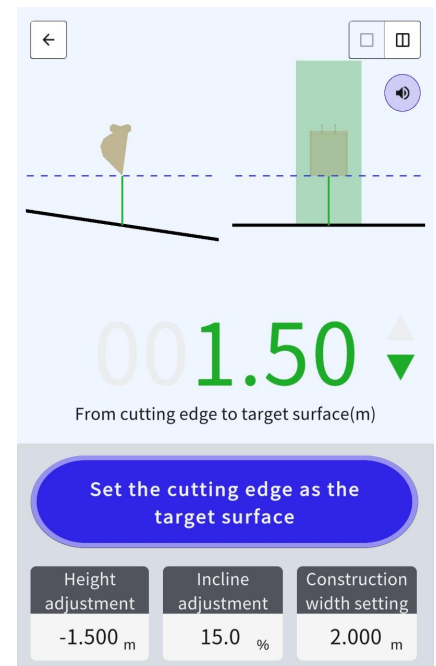 001.50
From cutting edge to target surface(m)
Set the cutting edge as the
target surface
Height
adjustment
-1.500 m
Incline
adjustment
15.0 %
Construction
width setting
2.000 m